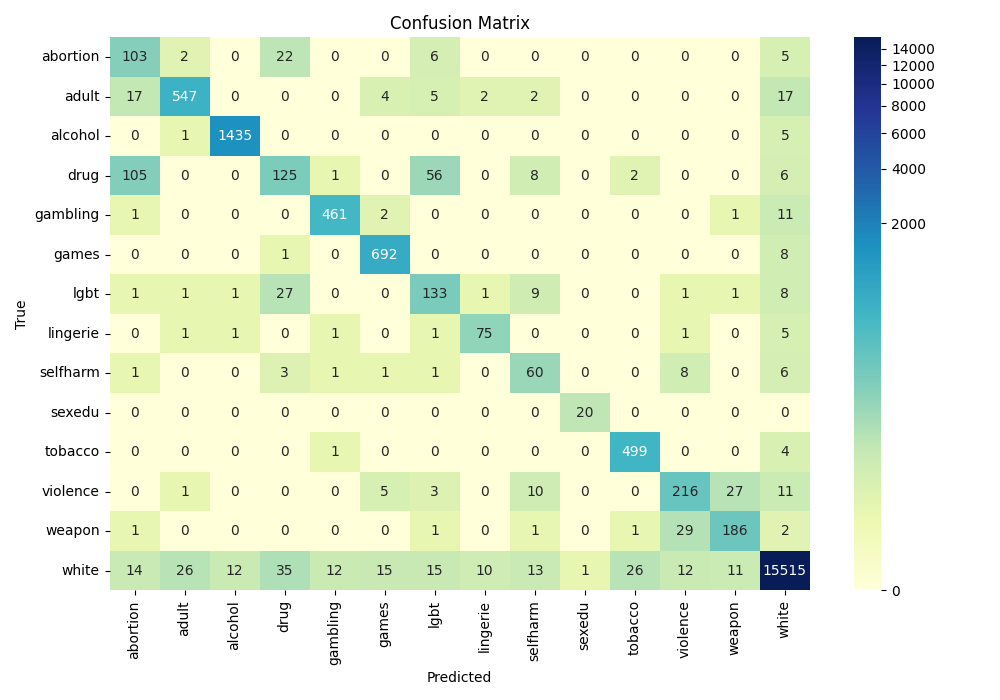 Confusion Matrix
abortion 103 2 0 22 0 0 6 0 0 0 0 0 0 5
adult 17 547 0 0 0 4 5 2 2 0 0 0 0 17
alcohol 0 1 1435 0 0 0 0 0 0 0 0 0 0 5
drug 105 0 0 125 1 0 56 0 8 0 2 0 0 6
gambling 1 0 0 0 461 2 0 0 0 0 0 0 1 11
games 0 0 0 1 0 692 0 0 0 0 0 0 0 8
lgbt 1 1 1 27 0 0 133 1 9 0 0 1 1 8
lingerie 0 1 1 0 1 0 1 75 0 0 0 1 0 5
selfharm 1 0 0 3 1 1 1 0 60 0 0 8 0 6
sexedu 0 0 0 0 0 0 0 0 0 20 0 0 0 0
tobacco 0 0 0 0 1 0 0 0 0 0 499 0 0 4
violence 0 1 0 0 0 5 3 0 10 0 0 216 27 11
weapon 1 0 0 0 0 0 1 0 1 0 1 29 186 2
white 14 26 12 35 12 15 15 10 13 1 26 12 11 15515
abortion adult alcohol drug gambling games lgbt lingerie selfharm sexedu tobacco violence weapon white
Predicted
True
14000
12000
10000
8000
6000
4000
2000
0